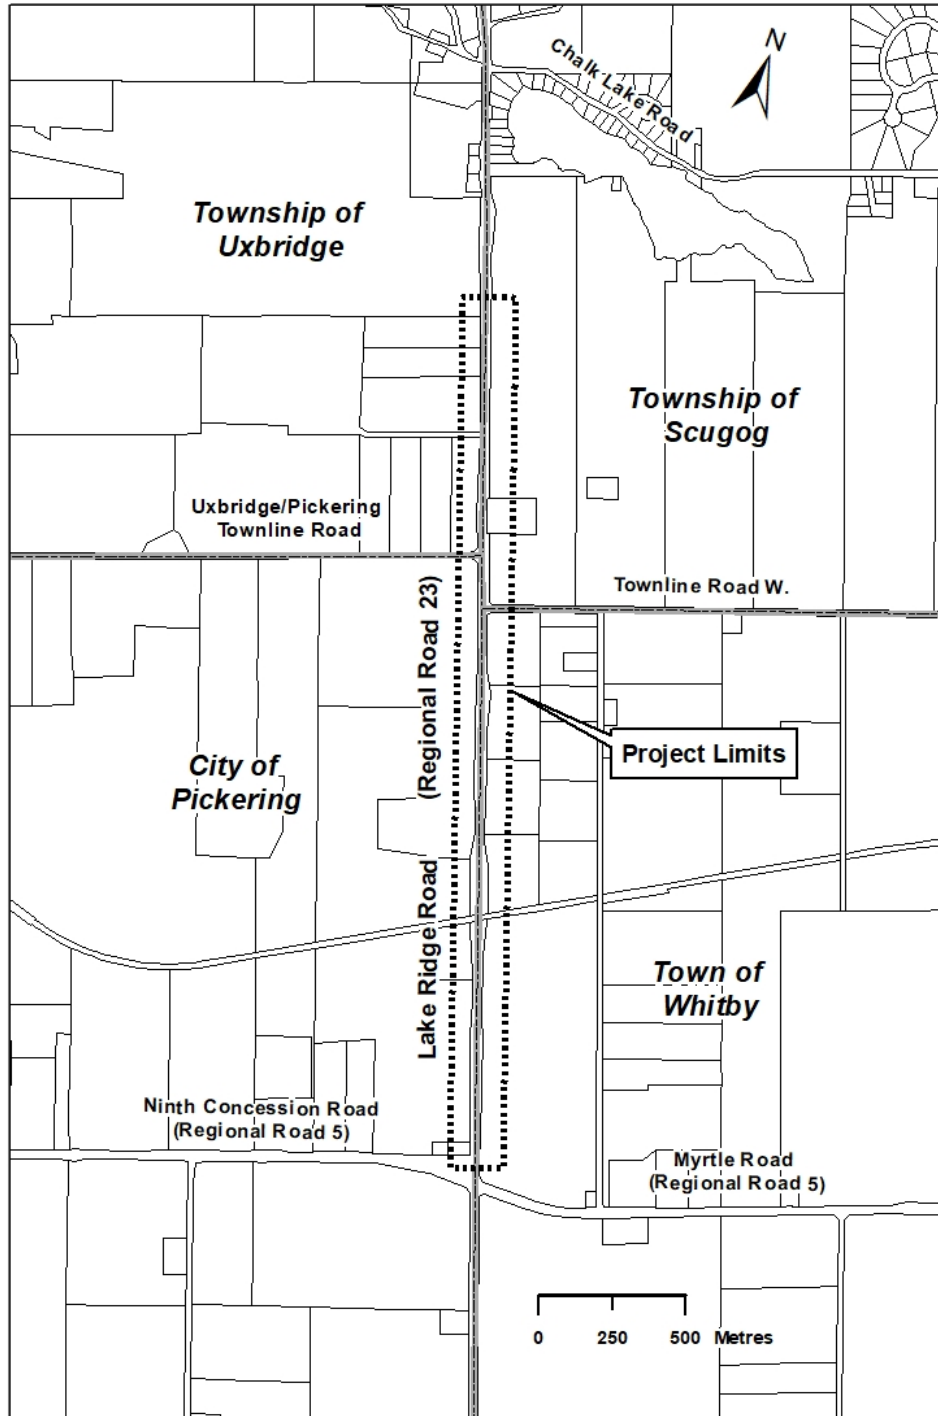 N
Chalk Lake Road
Township of
Uxbridge
Township of
Scugog
Uxbridge/Pickering
Townline Road
Townline Road W.
(Regional Road 23)
Lake Ridge Road
Project Limits
City of
Pickering
Town of
Whitby
Ninth Concession Road
(Regional Road 5)
Myrtle Road
(Regional Road 5)
0 250 500 Metres